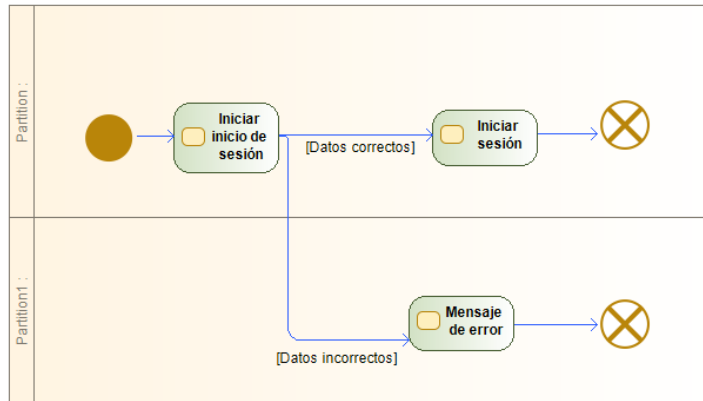 Partition :
Iniciar
inicio de
sesión
[Datos correctos]
Iniciar
sesión
Partition1 :
[Datos incorrectos]
Mensaje
de error